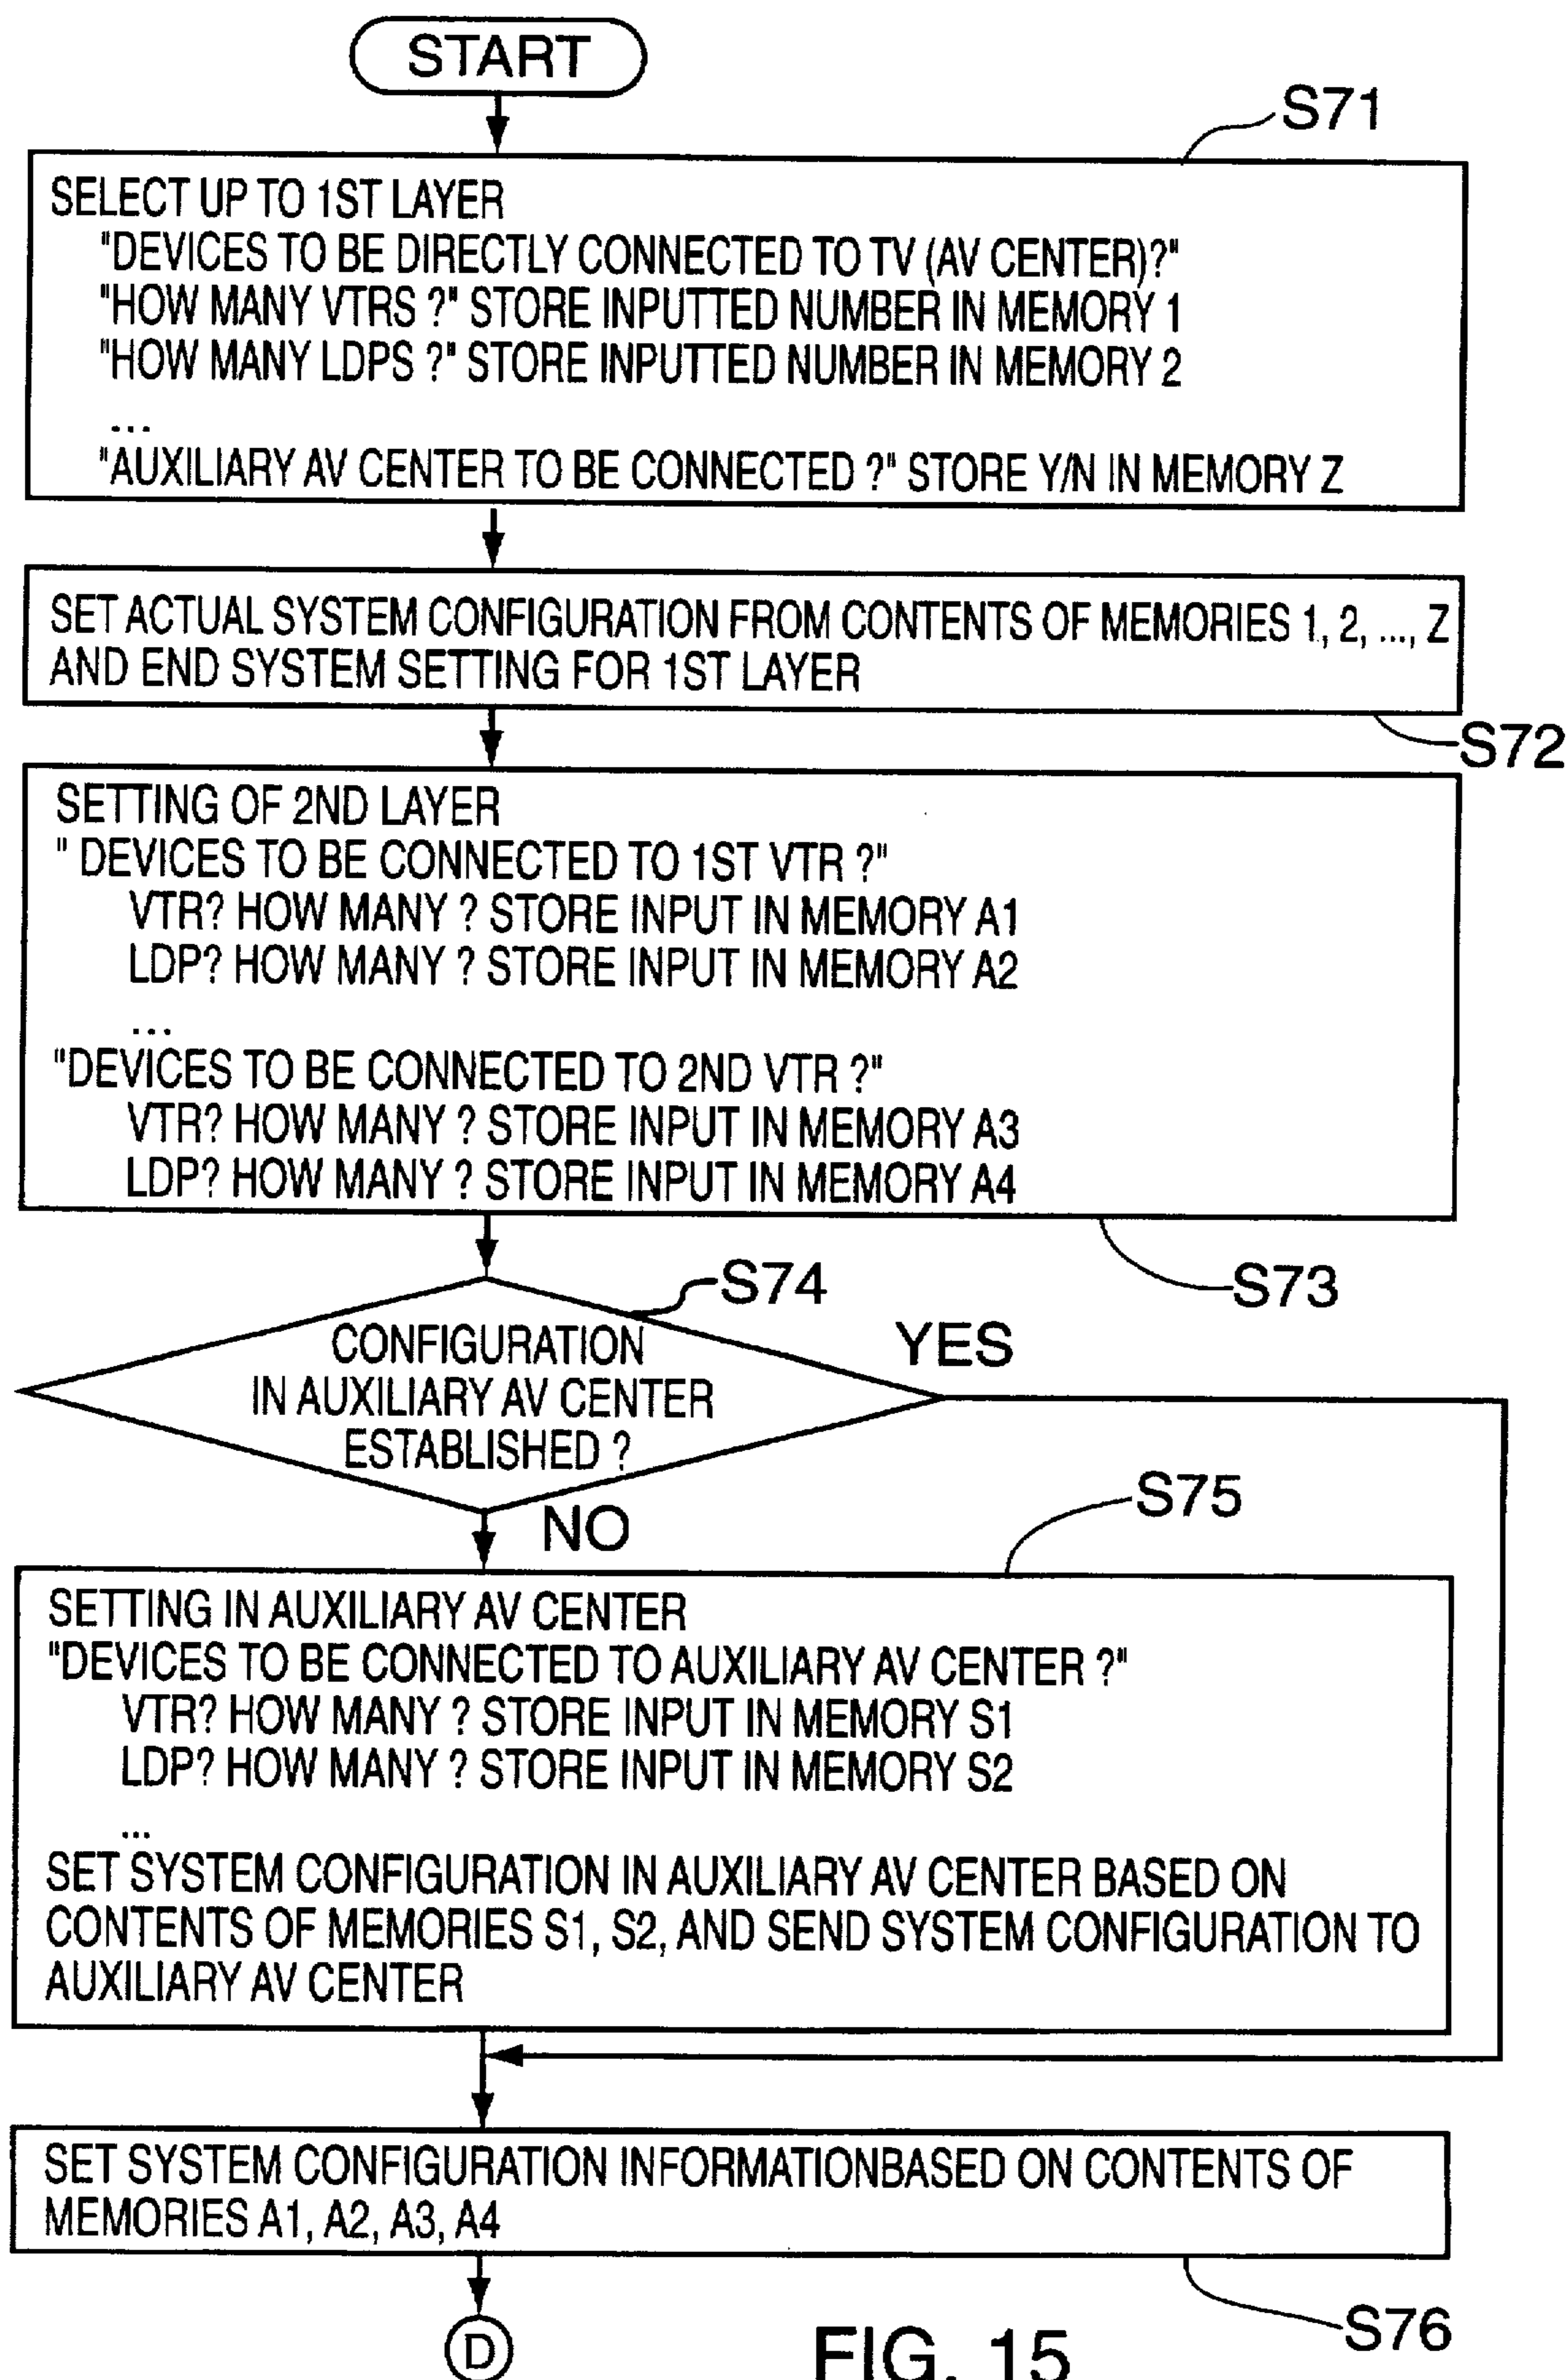 START
S71
SELECT UP TO 1ST LAYER
"DEVICES TO BE DIRECTLY CONNECTED TO TV (AV CENTER)?"
"HOW MANY VTRS ?" STORE INPUTTED NUMBER IN MEMORY 1
"HOW MANY LDPS ?" STORE INPUTTED NUMBER IN MEMORY 2
...
"AUXILIARY AV CENTER TO BE CONNECTED ?" STORE Y/N IN MEMORY Z
SET ACTUAL SYSTEM CONFIGURATION FROM CONTENTS OF MEMORIES 1, 2, ..., Z
AND END SYSTEM SETTING FOR 1ST LAYER
S72
SETTING OF 2ND LAYER
" DEVICES TO BE CONNECTED TO 1ST VTR ?"
VTR? HOW MANY ? STORE INPUT IN MEMORY A1
LDP? HOW MANY ? STORE INPUT IN MEMORY A2
...
"DEVICES TO BE CONNECTED TO 2ND VTR ?"
VTR? HOW MANY ? STORE INPUT IN MEMORY A3
LDP? HOW MANY ? STORE INPUT IN MEMORY A4
S73
S74
CONFIGURATION
IN AUXILIARY AV CENTER
ESTABLISHED ?
YES
NO
S75
SETTING IN AUXILIARY AV CENTER
"DEVICES TO BE CONNECTED TO AUXILIARY AV CENTER ?"
VTR? HOW MANY ? STORE INPUT IN MEMORY S1
LDP? HOW MANY ? STORE INPUT IN MEMORY S2
...
SET SYSTEM CONFIGURATION IN AUXILIARY AV CENTER BASED ON
CONTENTS OF MEMORIES S1, S2, AND SEND SYSTEM CONFIGURATION TO
AUXILIARY AV CENTER
SET SYSTEM CONFIGURATION INFORMATIONBASED ON CONTENTS OF
MEMORIES A1, A2, A3, A4
S76
D
FIG. 15